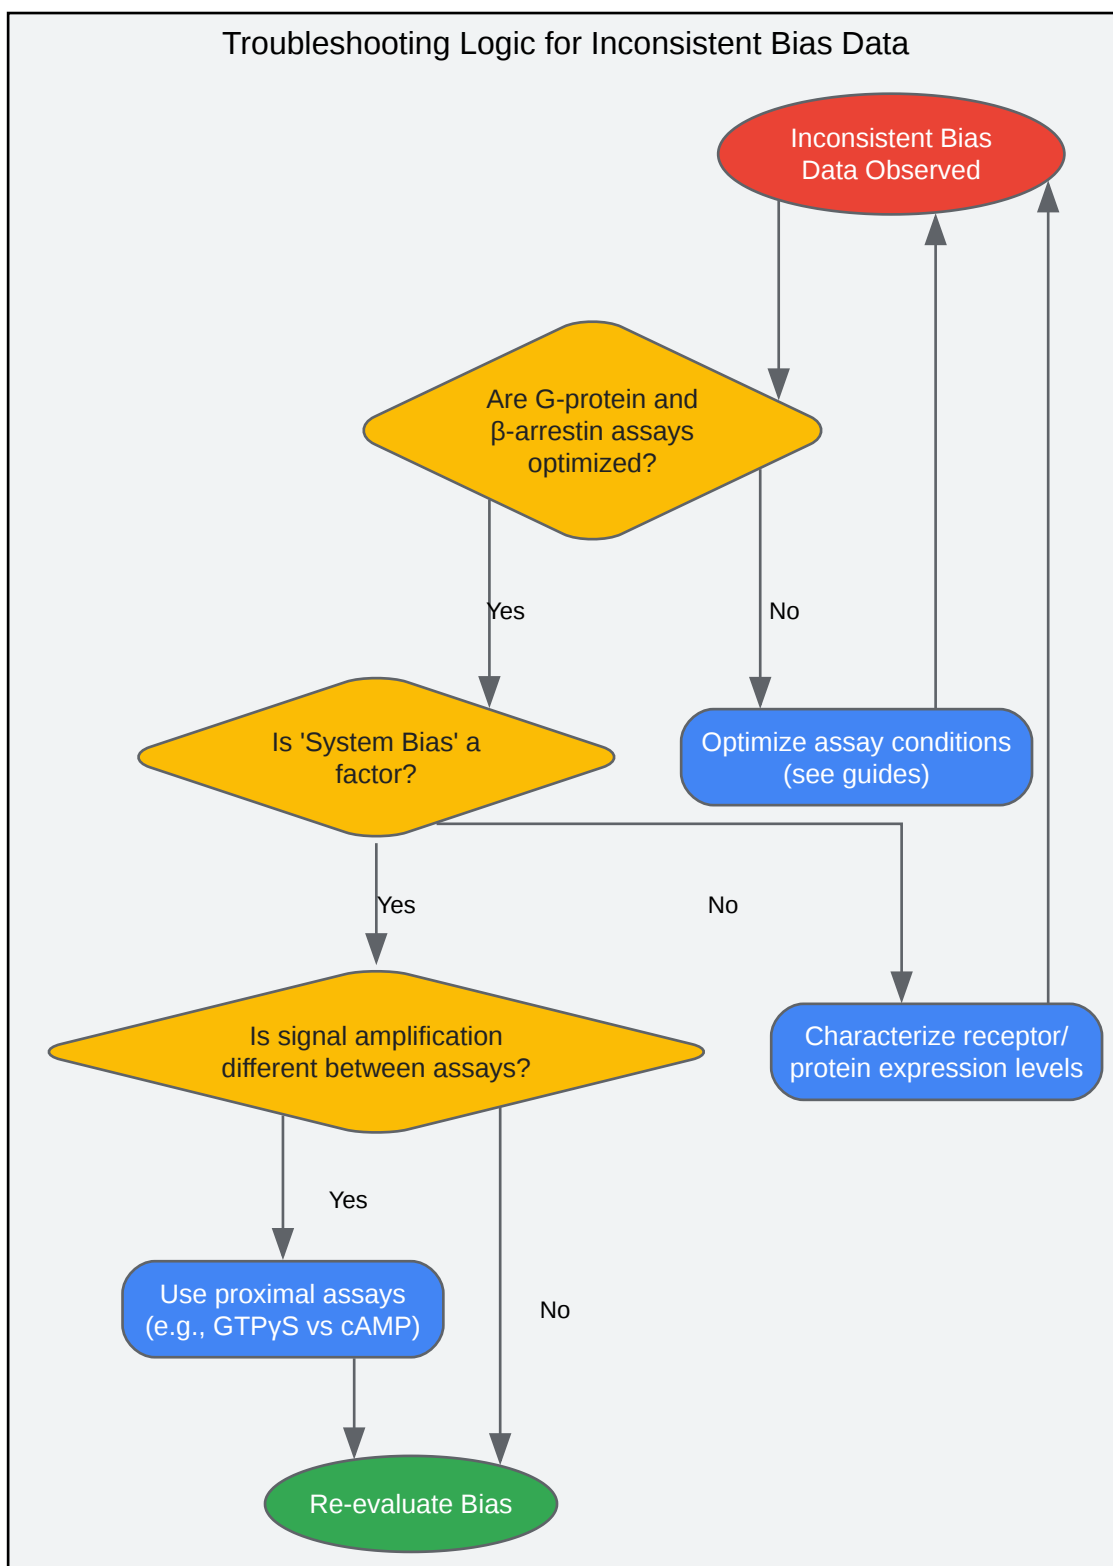 Troubleshooting Logic for Inconsistent Bias Data
Inconsistent Bias
Data Observed
Are G-protein and
β-arrestin assays
optimized?
Yes
No
Is 'System Bias' a
factor?
Optimize assay conditions
(see guides)
Yes
No
Is signal amplification
different between assays?
Characterize receptor/
protein expression levels
Yes
Use proximal assays
(e.g., GTPγS vs cAMP)
No
Re-evaluate Bias